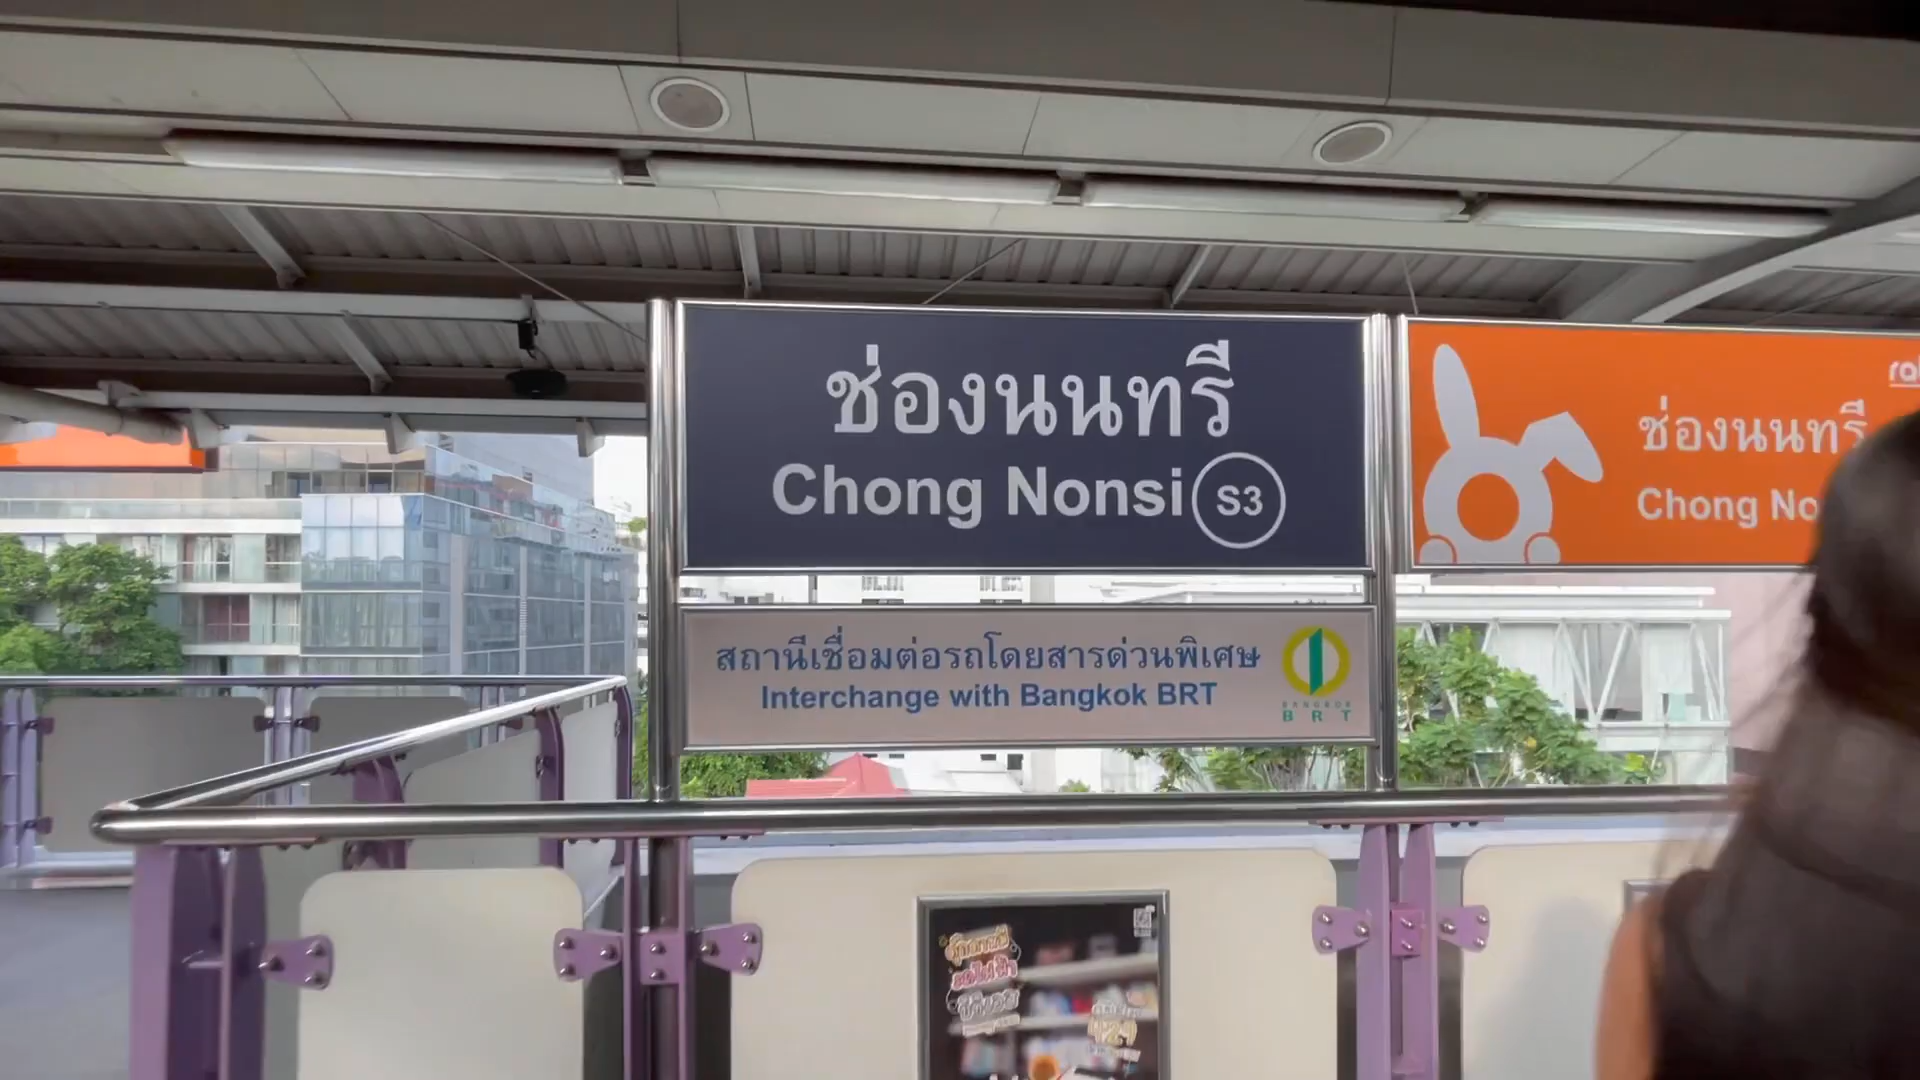 ช่องนนทรี
Chong Nonsi S3
สถานีเชื่อมต่อรถโดยสารด่วนพิเศษ
Interchange with Bangkok BRT
BANGKOK
BRT
ช่องนนทรี
Chong